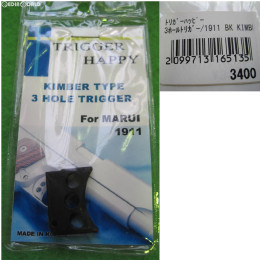 TRIGGER
HAPPY
KIMBER TYPE
3 HOLE TRIGGER
For MARUI
1911
MADE IN
トリガーハッピー
3ホールトリガー/1911 BK KIMB
20997131165135
3400